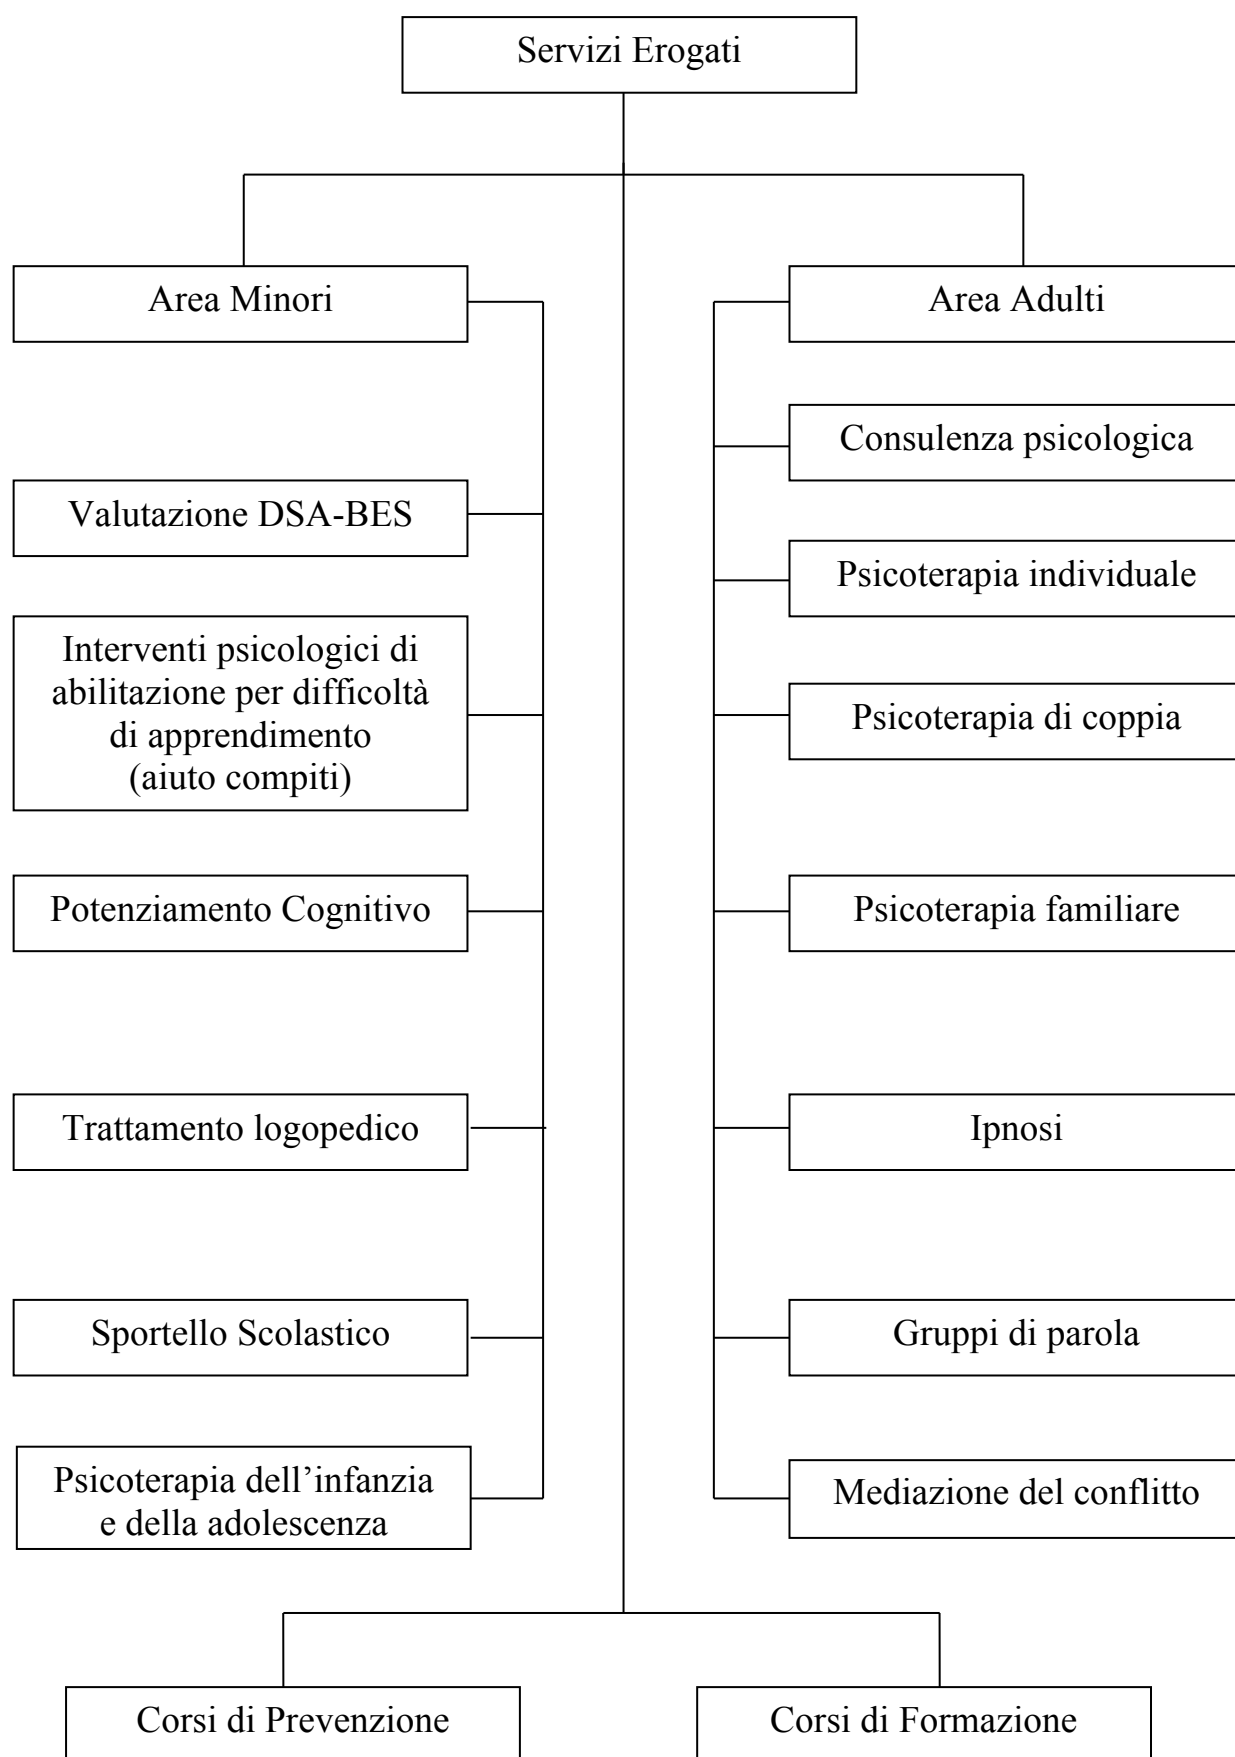 Servizi Erogati
Area Minori
Valutazione DSA-BES
Interventi psicologici di
abilitazione per difficoltà
di apprendimento
(aiuto compiti)
Potenziamento Cognitivo
Trattamento logopedico
Sportello Scolastico
Psicoterapia dell’infanzia
e della adolescenza
Area Adulti
Consulenza psicologica
Psicoterapia individuale
Psicoterapia di coppia
Psicoterapia familiare
Ipnosi
Gruppi di parola
Mediazione del conflitto
Corsi di Prevenzione
Corsi di Formazione